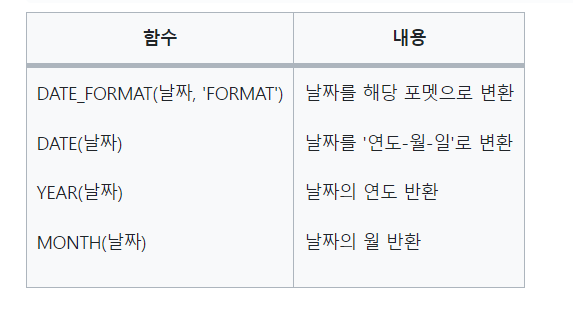 함수 내용
DATE_FORMAT(날짜, 'FORMAT') 날짜를 해당 포멧으로 변환
DATE(날짜) 날짜를 '연도-월-일'로 변환
YEAR(날짜) 날짜의 연도 반환
MONTH(날짜) 날짜의 월 반환